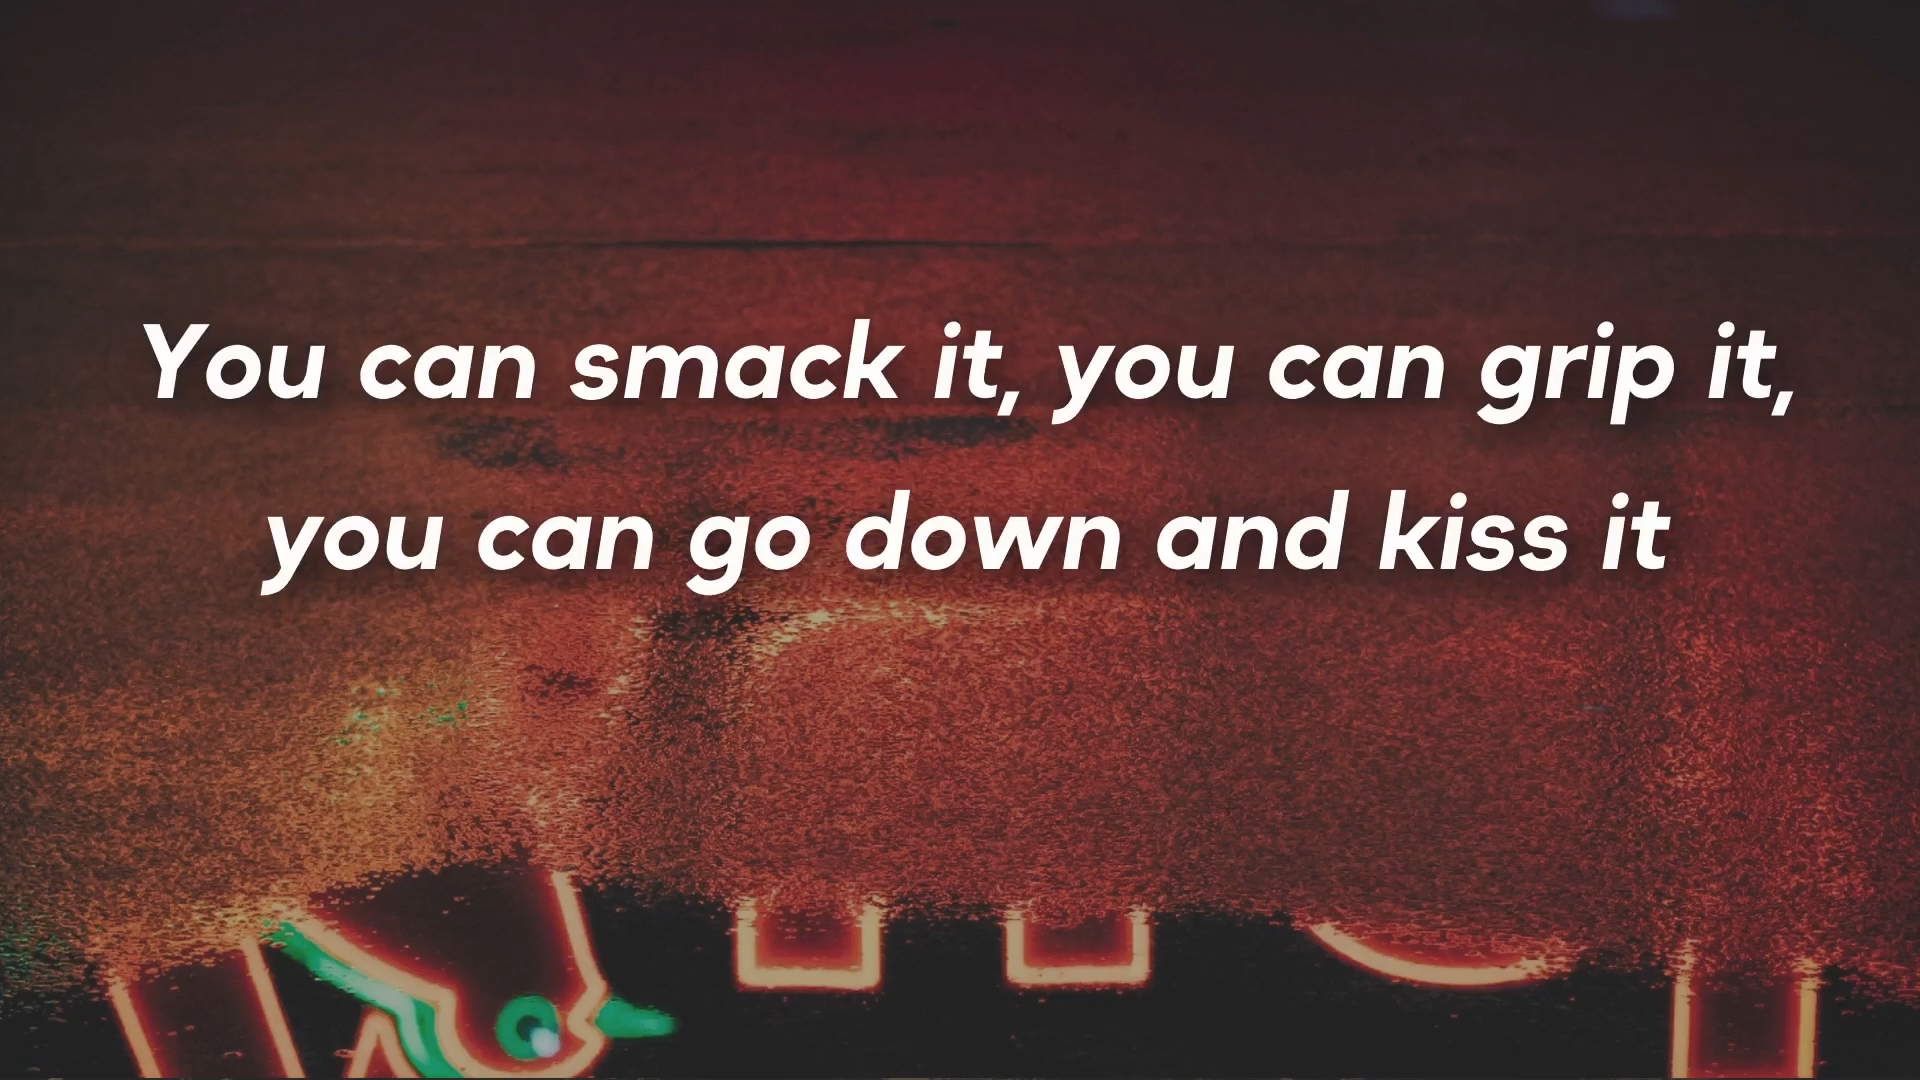 You can smack it, you can grip it,
you can go down and kiss it